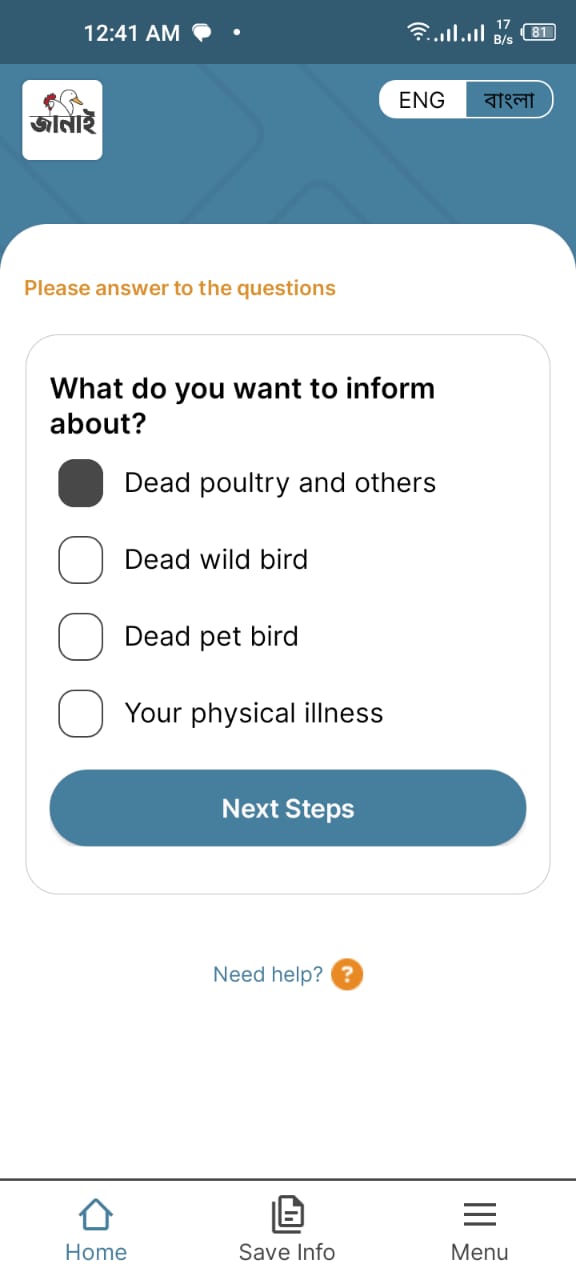 12:41 AM
17
B/s
81
জানাই
ENG
বাংলা
Please answer to the questions
What do you want to inform
about?
Dead poultry and others
Dead wild bird
Dead pet bird
Your physical illness
Next Steps
Need help? ?
Home
Save Info
Menu